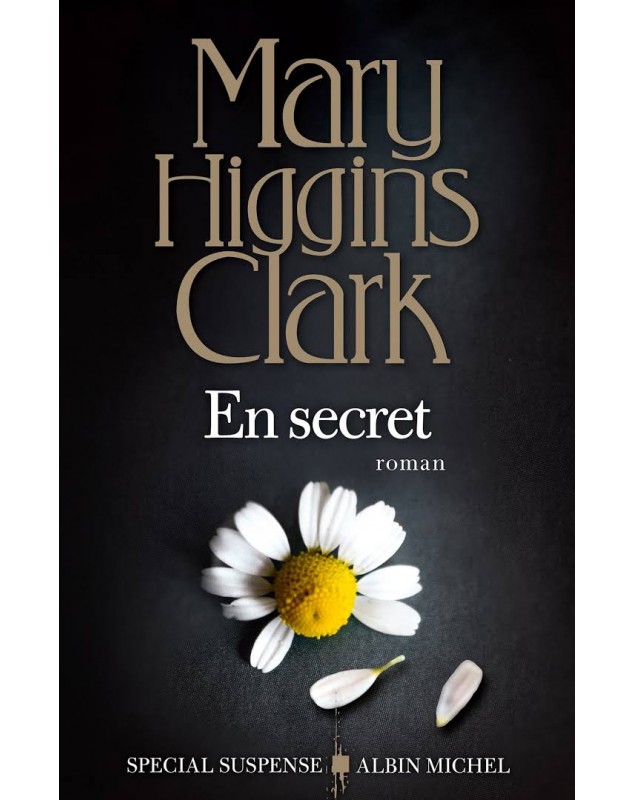 Mary
Higgins
Clark
En secret
roman
SPECIAL SUSPENSE ALBIN MICHEL